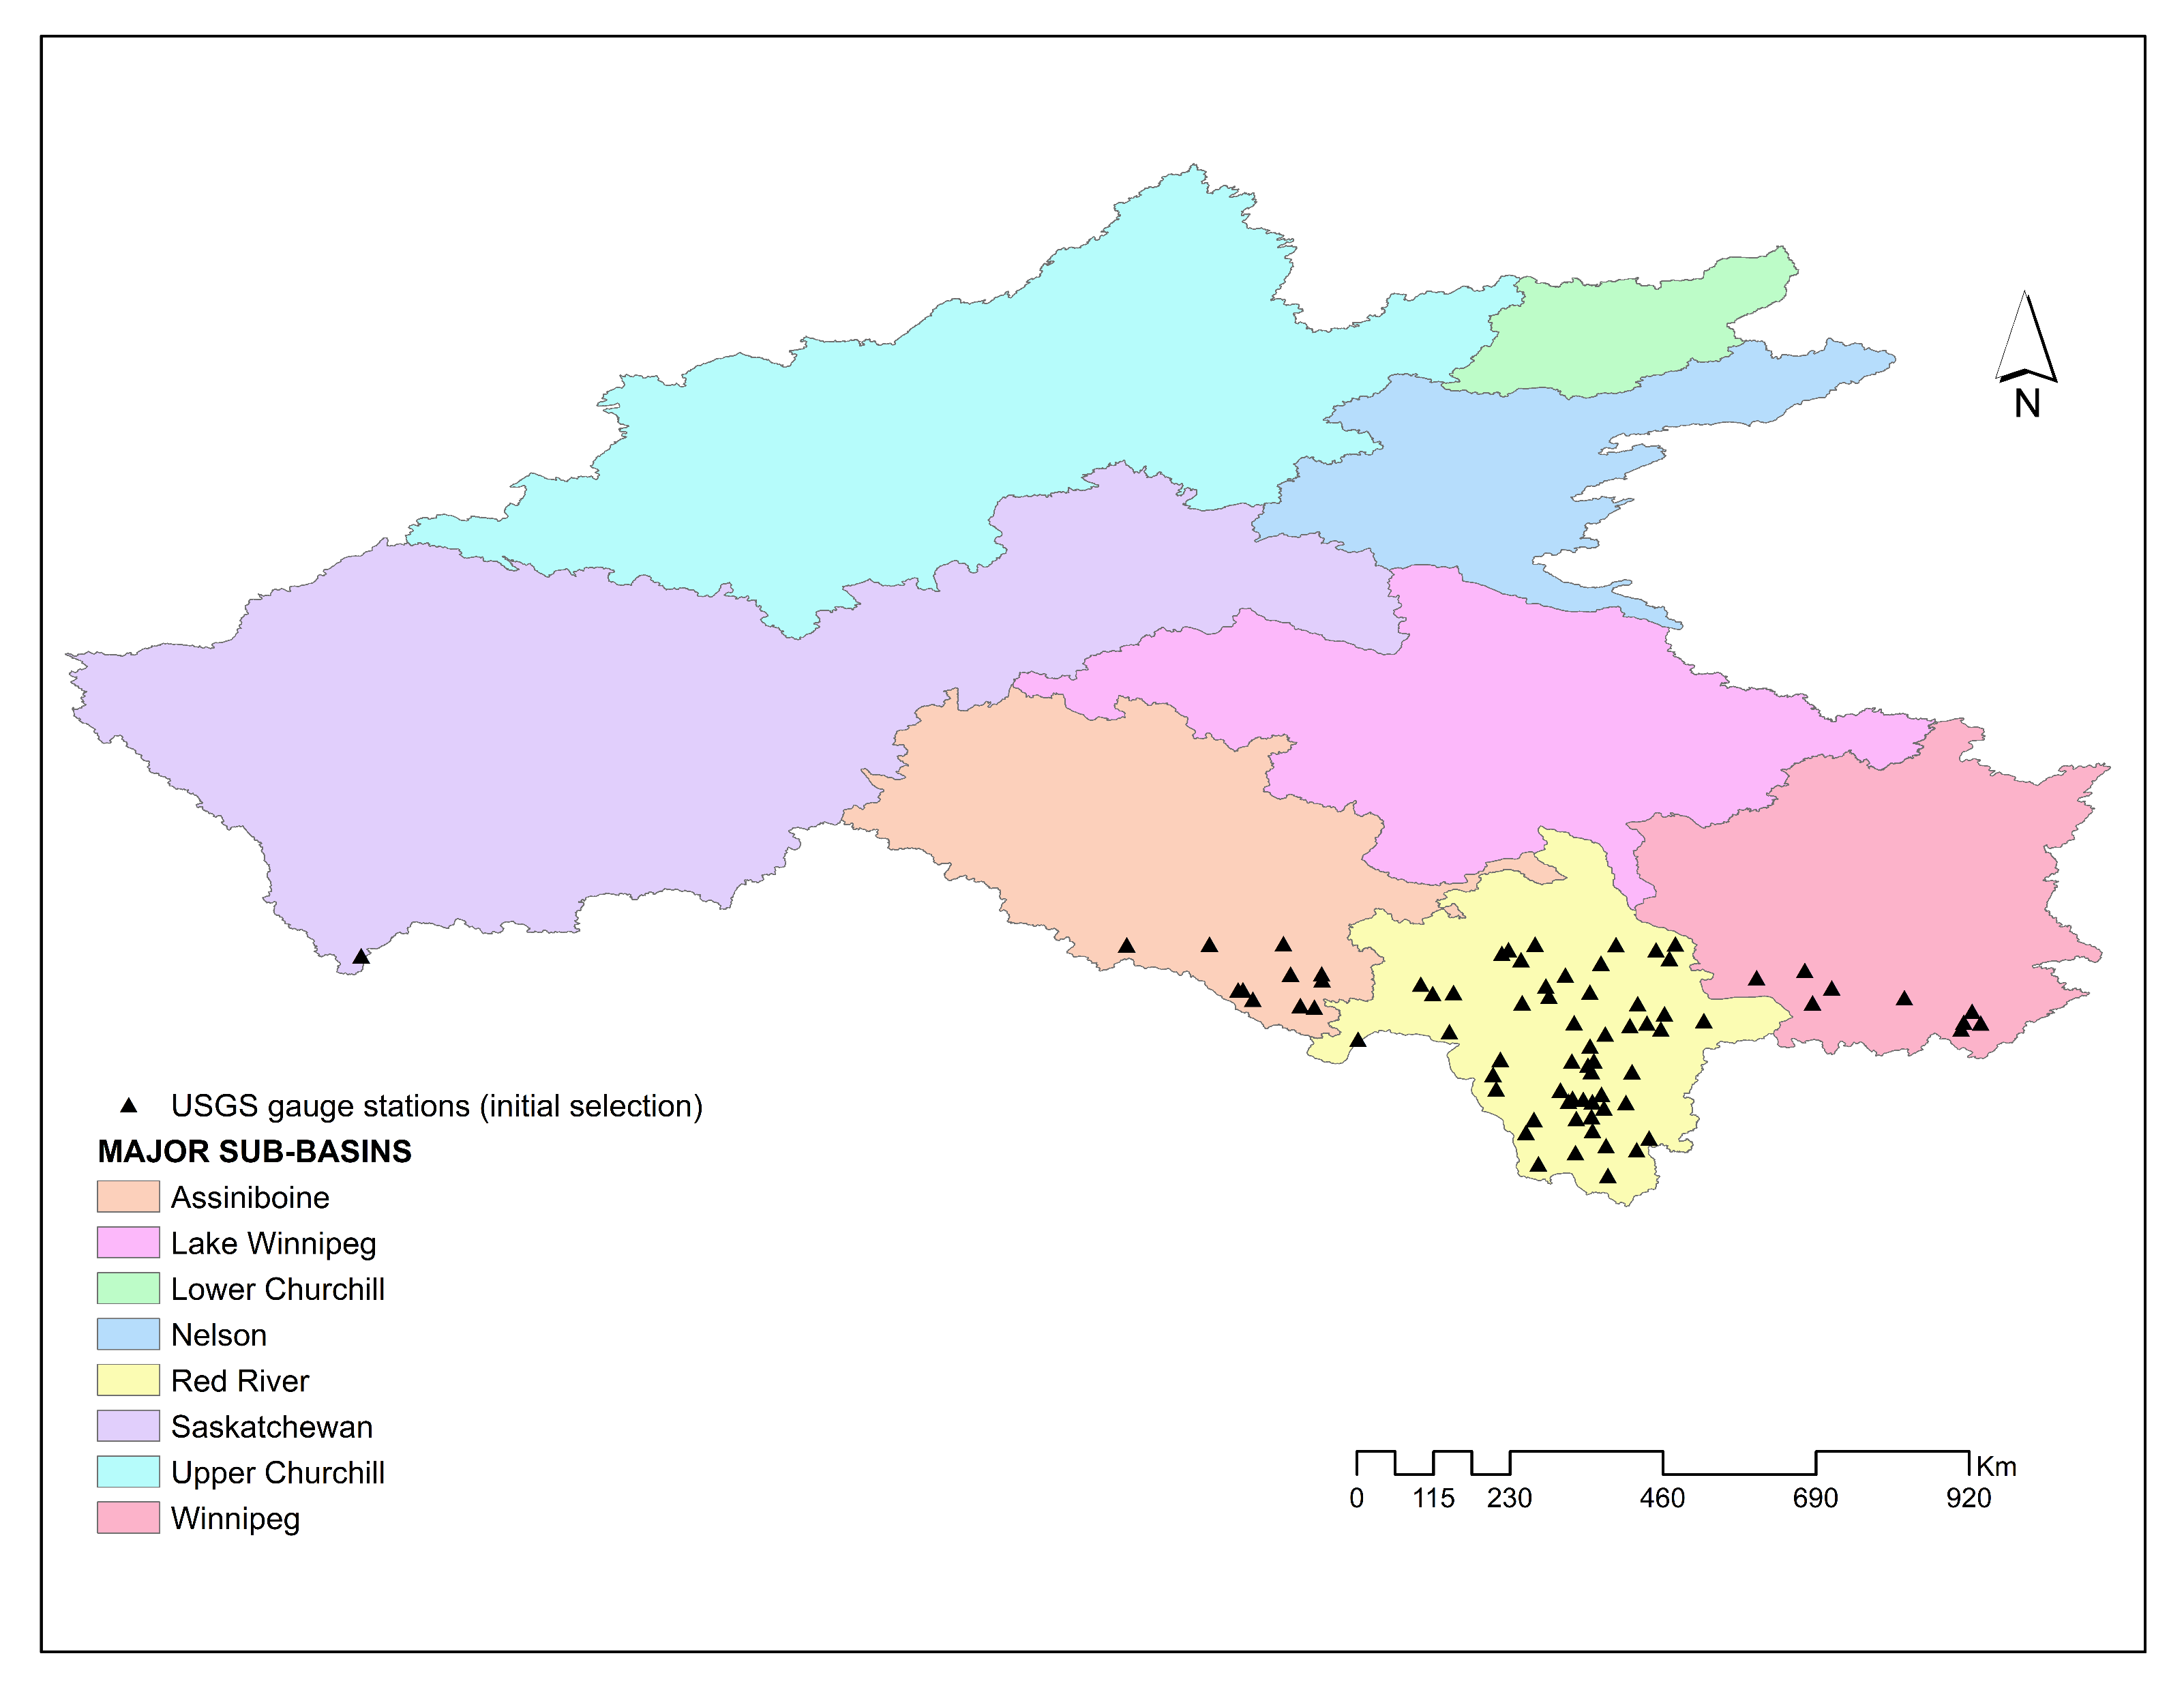 N
USGS gauge stations (initial selection)
MAJOR SUB-BASINS
Assiniboine
Lake Winnipeg
Lower Churchill
Nelson
Red River
Saskatchewan
Upper Churchill
Winnipeg
Km
0 115 230 460 690 920